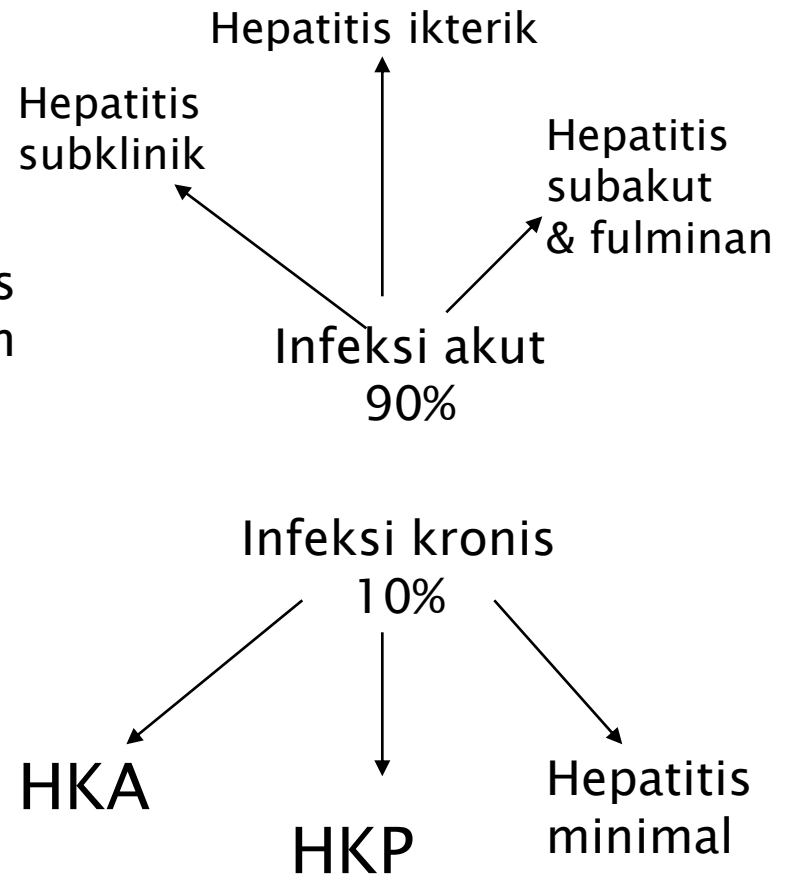 Hepatitis ikterik
Hepatitis
subklinik
Hepatitis
subakut
& fulminan
Infeksi akut
90%
Infeksi kronis
10%
HKA
HKP
Hepatitis
minimal